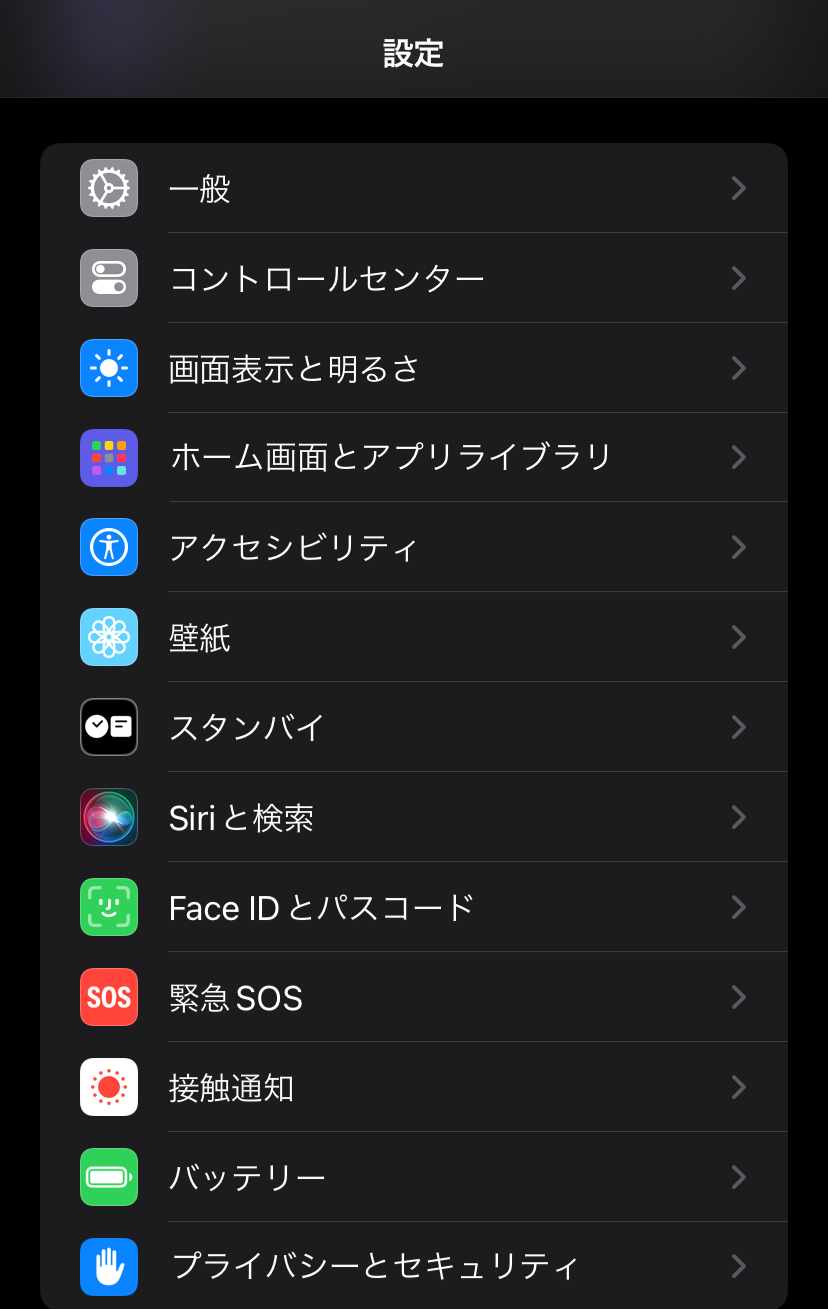 設定
一般
コントロールセンター
画面表示と明るさ
ホーム画面とアプリライブラリ
アクセシビリティ
壁紙
スタンバイ
Siriと検索
Face IDとパスコード
SOS 緊急SOS
接触通知
バッテリー
プライバシーとセキュリティ